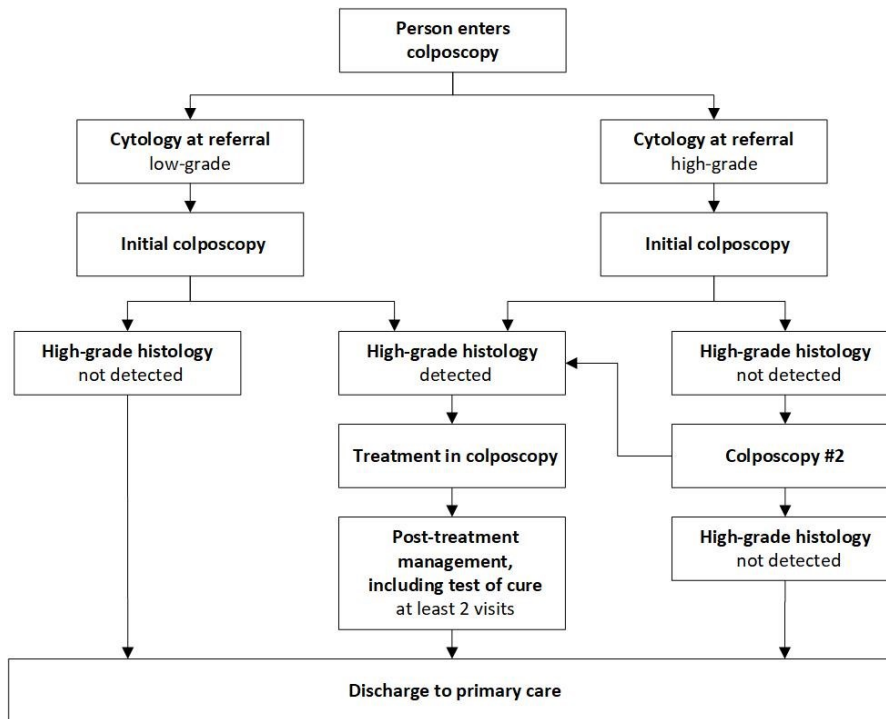 Person enters
colposcopy
Cytology at referral
low-grade
Cytology at referral
high-grade
Initial colposcopy
Initial colposcopy
High-grade histology
not detected
High-grade histology
detected
High-grade histology
not detected
Treatment in colposcopy
Colposcopy #2
Post-treatment
management,
including test of cure
at least 2 visits
High-grade histology
not detected
Discharge to primary care